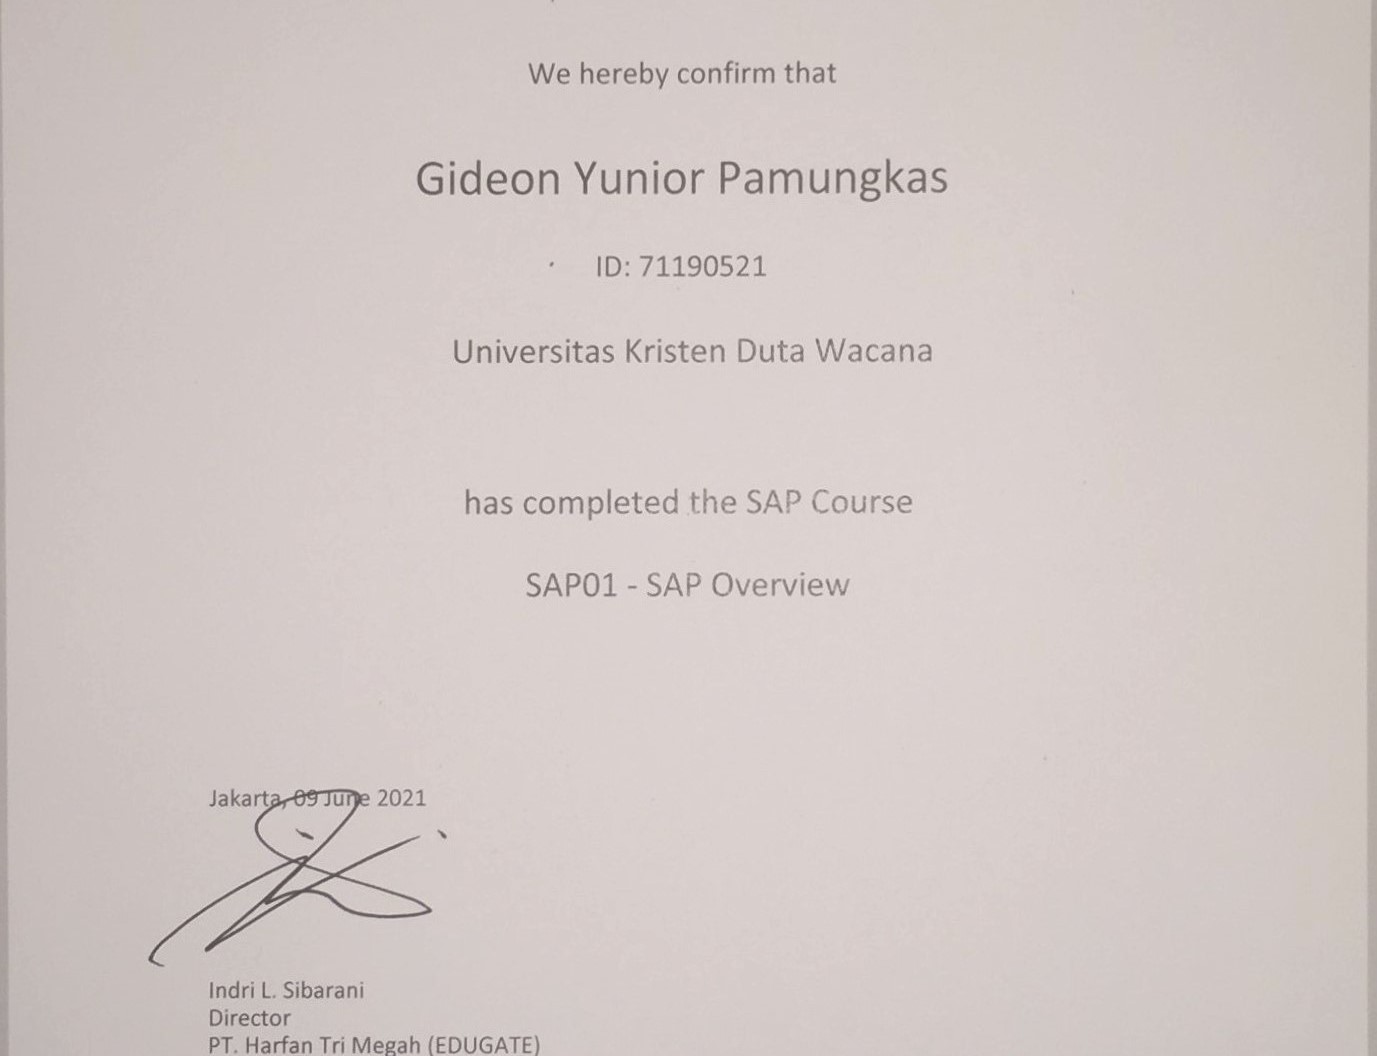 We hereby confirm that
Gideon Yunior Pamungkas
ID: 71190521
Universitas Kristen Duta Wacana
has completed the SAP Course
SAP01 - SAP Overview
Jakarta, 09 June 2021
Indri L. Sibarani
Director
PT. Harfan Tri Megah (EDUGATE)